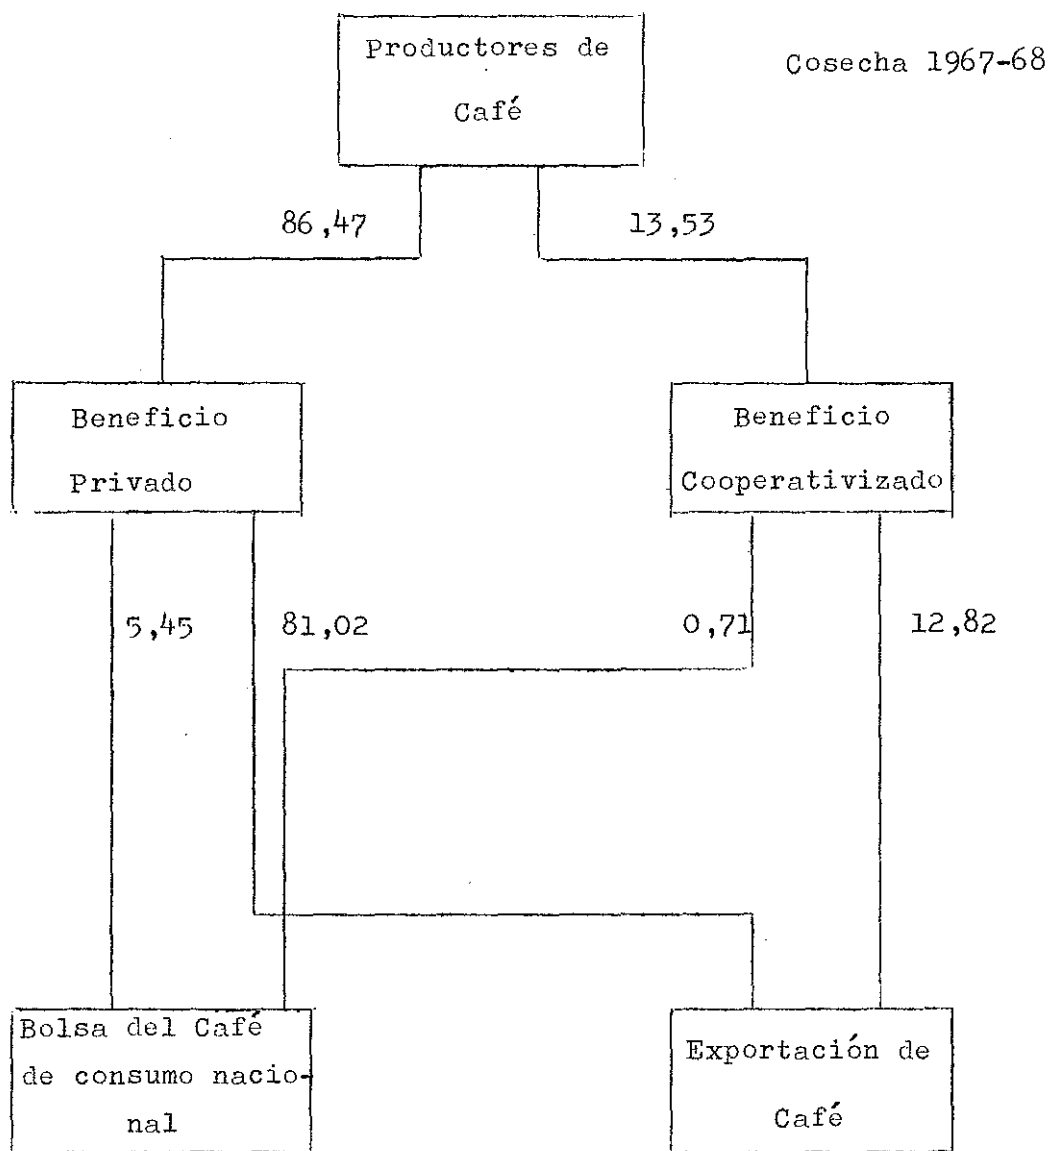 Productores de
Café
Cosecha 1967-68
86,47
13,53
Beneficio
Privado
Beneficio
Cooperativizado
5,45
81,02
0,71
12,82
Bolsa del Café
de consumo nacio-
nal
Exportación de
Café